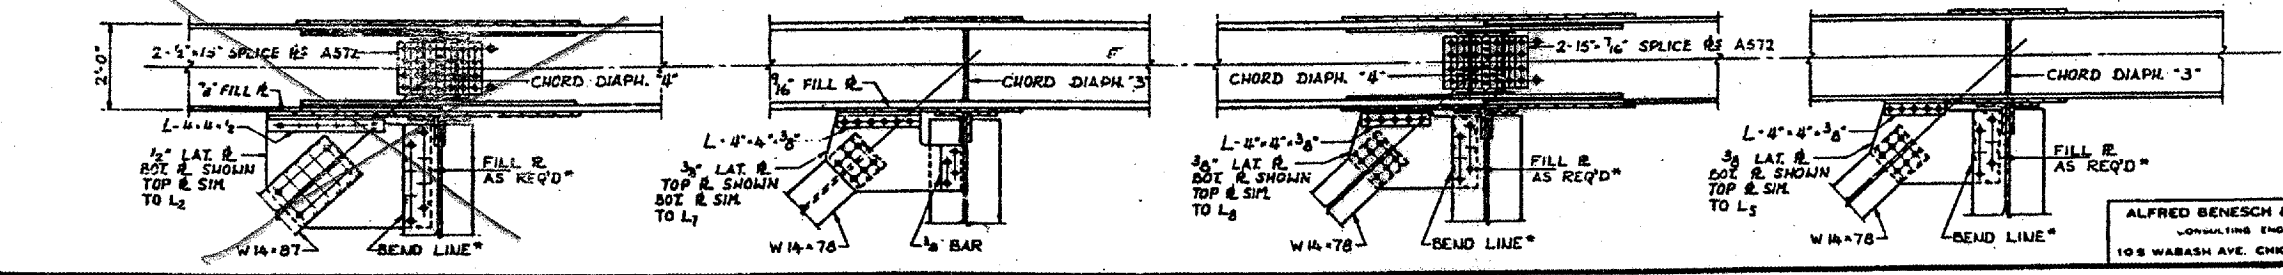 2'-0"
2-½"×15" SPLICE PLS A572
CHORD DIAPH. "4"
FILL PL
L-4×4×½
½" LAT. PL
BOT. PL SHOWN
TOP PL SIM.
TO L2
FILL PL
AS REQ'D*
W14×87
BEND LINE*
9/16" FILL PL
CHORD DIAPH. "3"
L-4"×4"×3/8"
3/8" LAT. PL
TOP PL SHOWN
BOT. PL SIM.
TO L7
W14×78
3/8" BAR
2-15"×7/16" SPLICE PLS A572
CHORD DIAPH. "4"
L-4"×4"×3/8"
3/8" LAT. PL
BOT. PL SHOWN
TOP PL SIM.
TO L8
FILL PL
AS REQ'D*
W14×78
BEND LINE*
CHORD DIAPH. "3"
L-4"×4"×3/8"
3/8 LAT. PL
BOT. PL SHOWN
TOP PL SIM.
TO L5
FILL PL
AS REQ'D*
W14×78
BEND LINE*
ALFRED BENESCH &
CONSULTING ENG
109 WABASH AVE. CHI